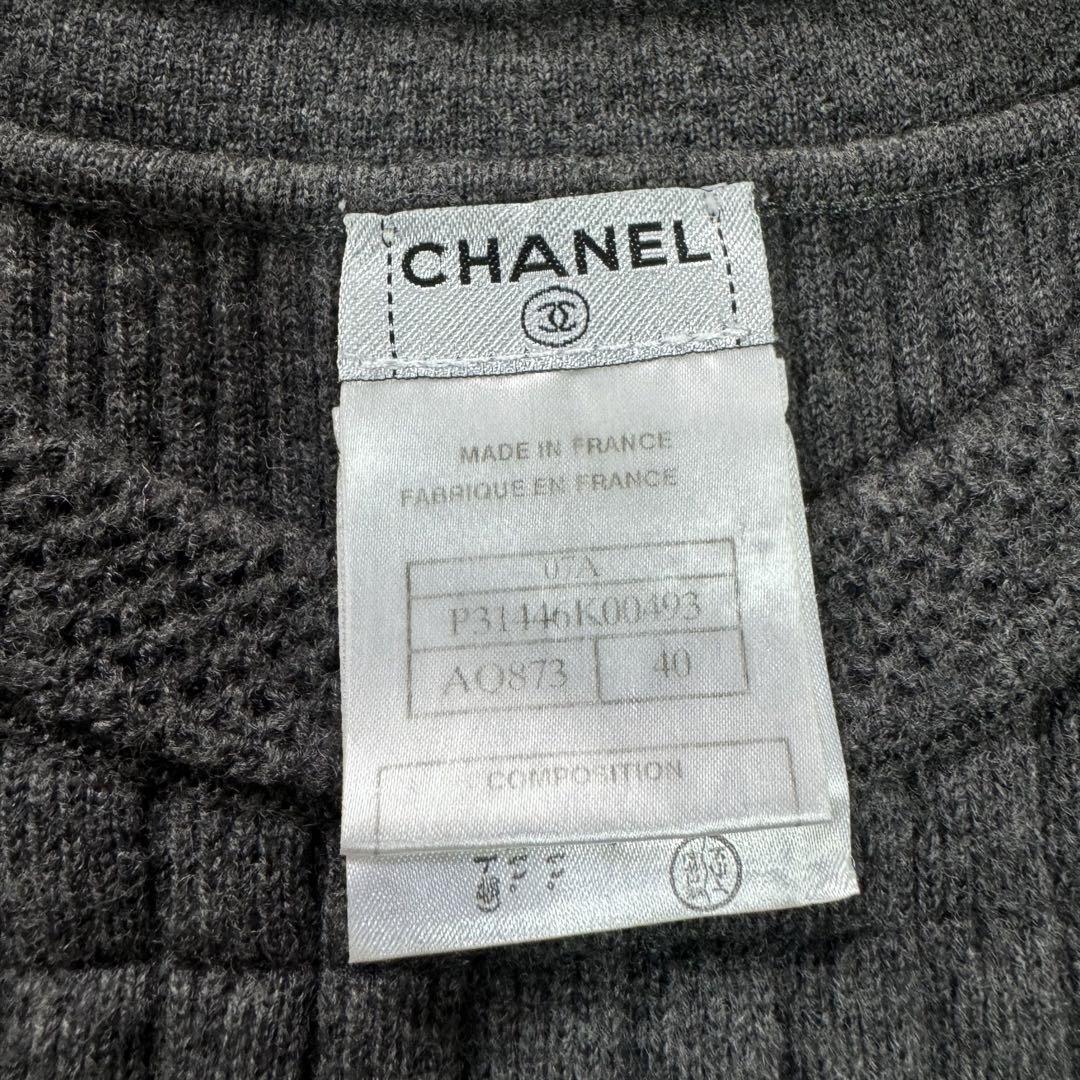 CHANEL
MADE IN FRANCE
FABRIQUE EN FRANCE
07A
P31446K00493
AO873 40
COMPOSITION